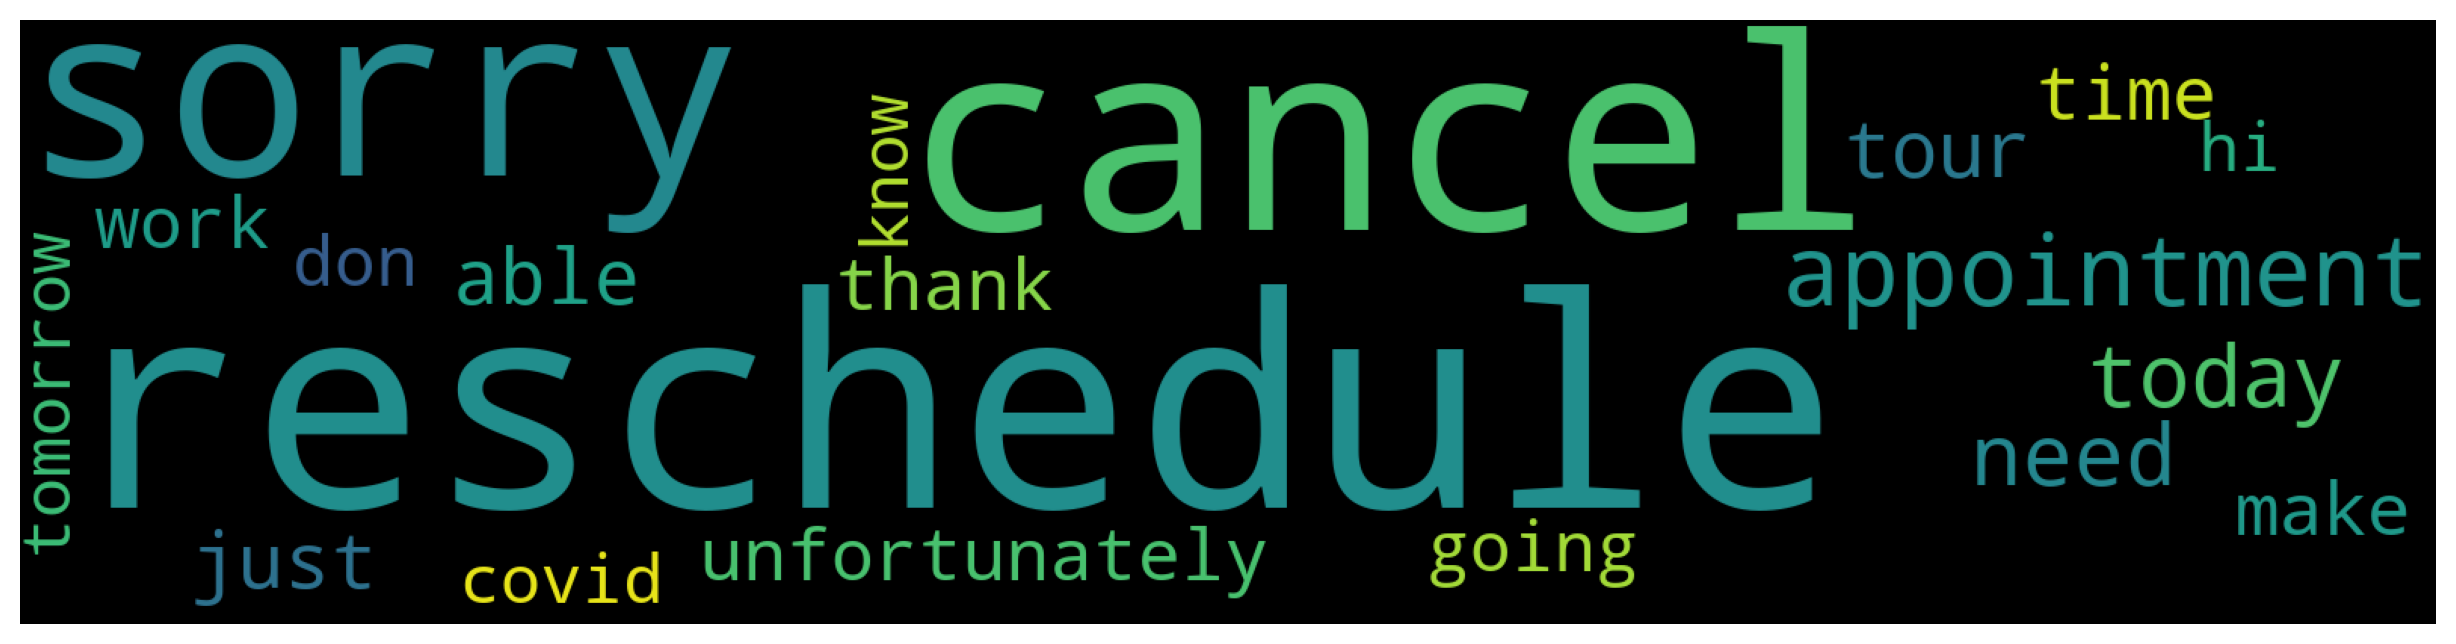 sorry
cancel
time
hi
tour
know
work
don
able
thank
appointment
tomorrow
reschedule
today
need
make
just
covid
unfortunately
going